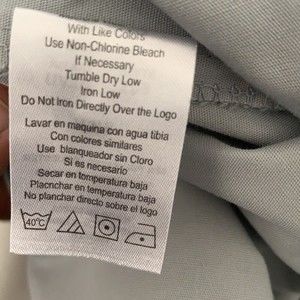 With Like Colors
Use Non-Chlorine Bleach
If Necessary
Tumble Dry Low
Iron Low
Do Not Iron Directly Over the Logo
Lavar en maquina con agua tibia
Con colores similares
Use blanqueador sin Cloro
Si es necesario
Secar en temperatura baja
Placnchar en temperatura baja
No planchar directo sobre el logo
40°C